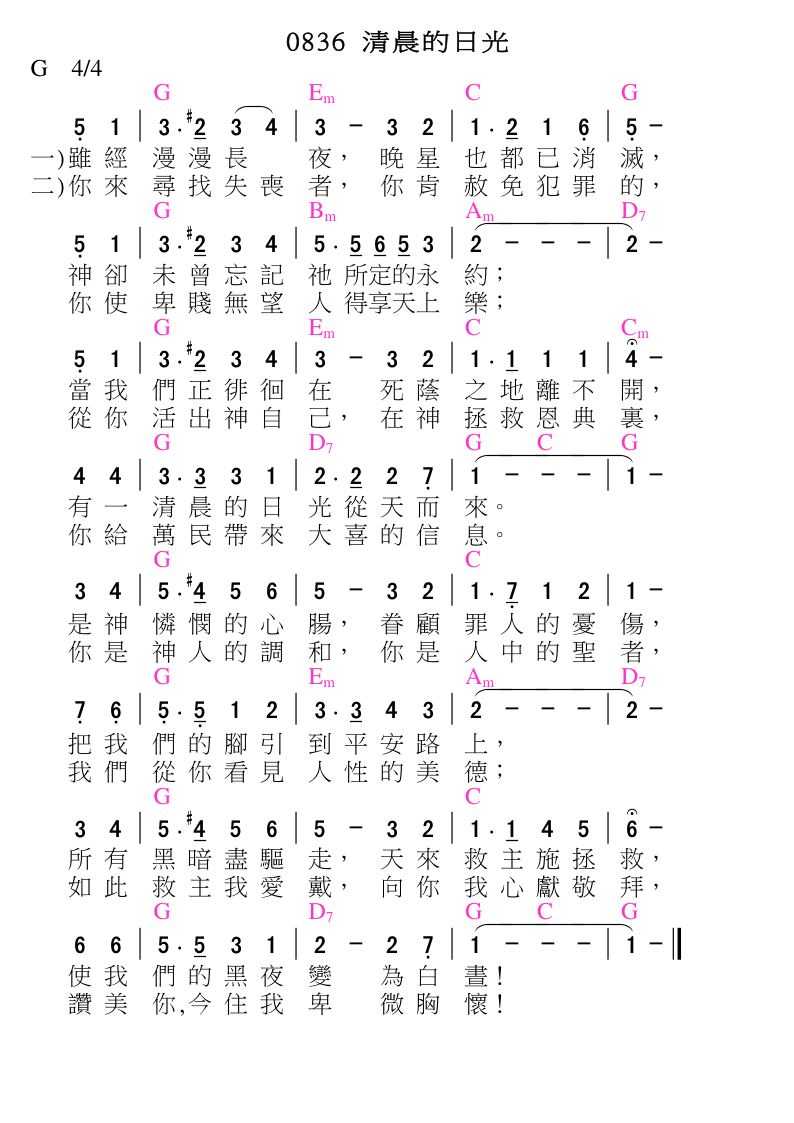 0836 清晨的日光
G 4/4
G Em C G
5 1 | 3 . #2 3 4 | 3 - 3 2 | 1 . 2 1 6 | 5 -
一)雖經 漫漫長 夜， 晚星 也都已消 滅，
二)你來 尋找失喪 者， 你肯 赦免犯罪 的，
G Bm Am D7
5 1 | 3 . #2 3 4 | 5 . 5 6 5 3 | 2 - - - | 2 -
神卻 未曾忘記 祂所定的永 約；
你使 卑賤無望 人得享天上 樂；
G Em C Cm
5 1 | 3 . #2 3 4 | 3 - 3 2 | 1 . 1 1 1 | 4 -
當我 們正徘徊 在 死蔭 之地離不 開，
從你 活出神自 己， 在神 拯救恩典 裏，
G D7 G C G
4 4 | 3 . 3 3 1 | 2 . 2 2 7 | 1 - - - | 1 -
有一 清晨的日 光從天而 來。
你給 萬民帶來 大喜的信 息。
G C
3 4 | 5 . #4 5 6 | 5 - 3 2 | 1 . 7 1 2 | 1 -
是神 憐憫的心 腸， 眷顧 罪人的憂 傷，
你是 神人的調 和， 你是 人中的聖 者，
G Em Am D7
7 6 | 5 . 5 1 2 | 3 . 3 4 3 | 2 - - - | 2 -
把我 們的腳引 到平安路 上，
我們 從你看見 人性的美 德；
G C
3 4 | 5 . #4 5 6 | 5 - 3 2 | 1 . 1 4 5 | 6 -
所有 黑暗盡驅 走， 天來 救主施拯 救，
如此 救主我愛 戴， 向你 我心獻敬 拜，
G D7 G C G
6 6 | 5 . 5 3 1 | 2 - 2 7 | 1 - - - | 1 - ‖
使我 們的黑夜 變 為白 晝！
讚美 你,今住我 卑 微胸 懷！